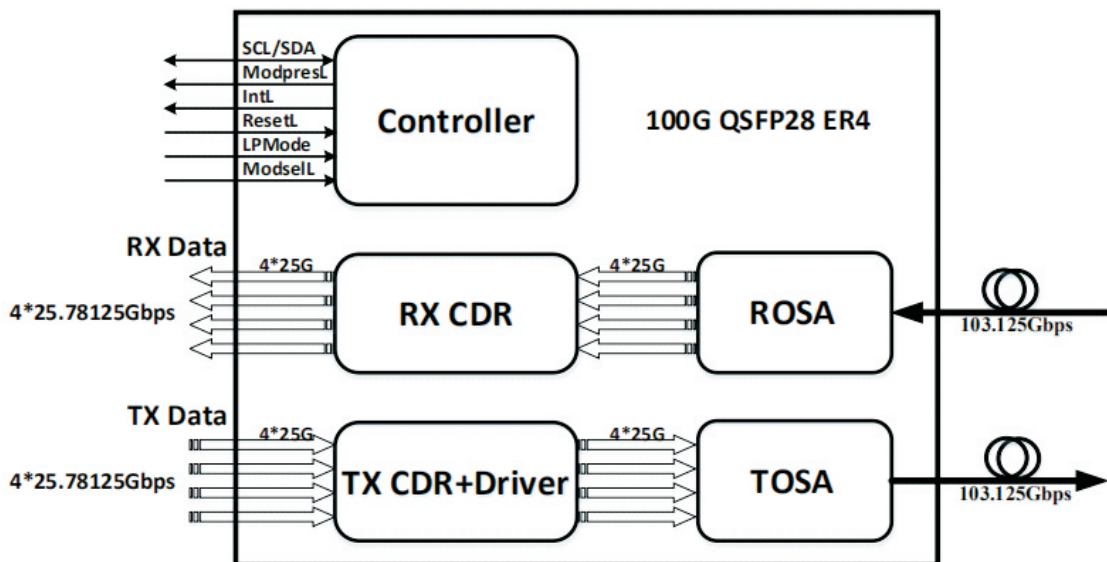 SCL/SDA
ModpresL
IntL
ResetL
LPMode
ModselL
Controller
100G QSFP28 ER4
RX Data
4*25G
4*25G
4*25.78125Gbps
RX CDR
ROSA
103.125Gbps
TX Data
4*25G
4*25G
4*25.78125Gbps
TX CDR+Driver
TOSA
103.125Gbps